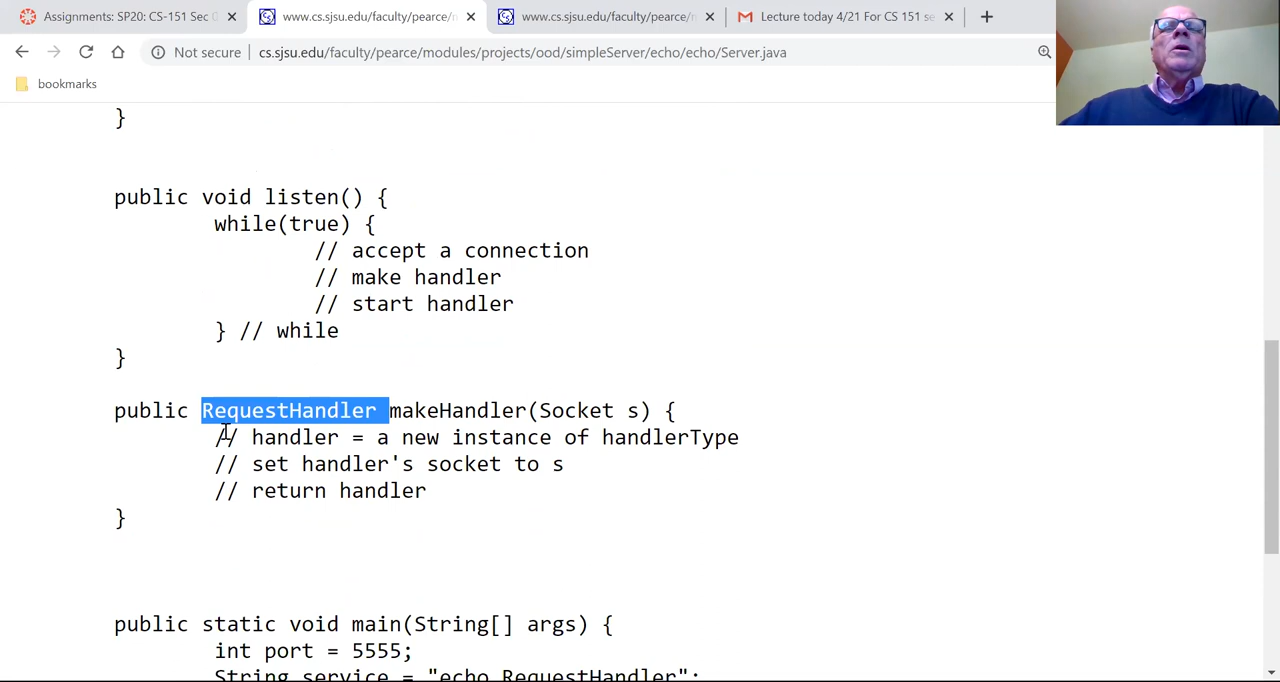 Assignments: SP20: CS-151 Sec
www.cs.sjsu.edu/faculty/pearce/
www.cs.sjsu.edu/faculty/pearce/
Lecture today 4/21 For CS 151 se
Not secure
cs.sjsu.edu/faculty/pearce/modules/projects/ood/simpleServer/echo/echo/Server.java
bookmarks
}
public void listen() {
while(true) {
// accept a connection
// make handler
// start handler
} // while
}
public RequestHandler makeHandler(Socket s) {
// handler = a new instance of handlerType
// set handler's socket to s
// return handler
}
public static void main(String[] args) {
int port = 5555;
String service = "echo.RequestHandler";